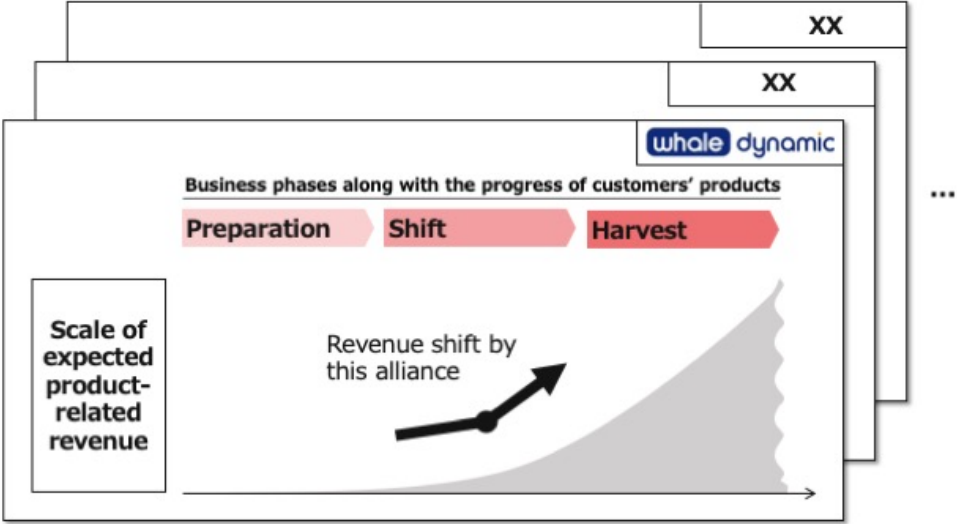 XX
XX
whale dynamic
Business phases along with the progress of customers’ products
Preparation
Shift
Harvest
Scale of
expected
product-
related
revenue
Revenue shift by
this alliance
...